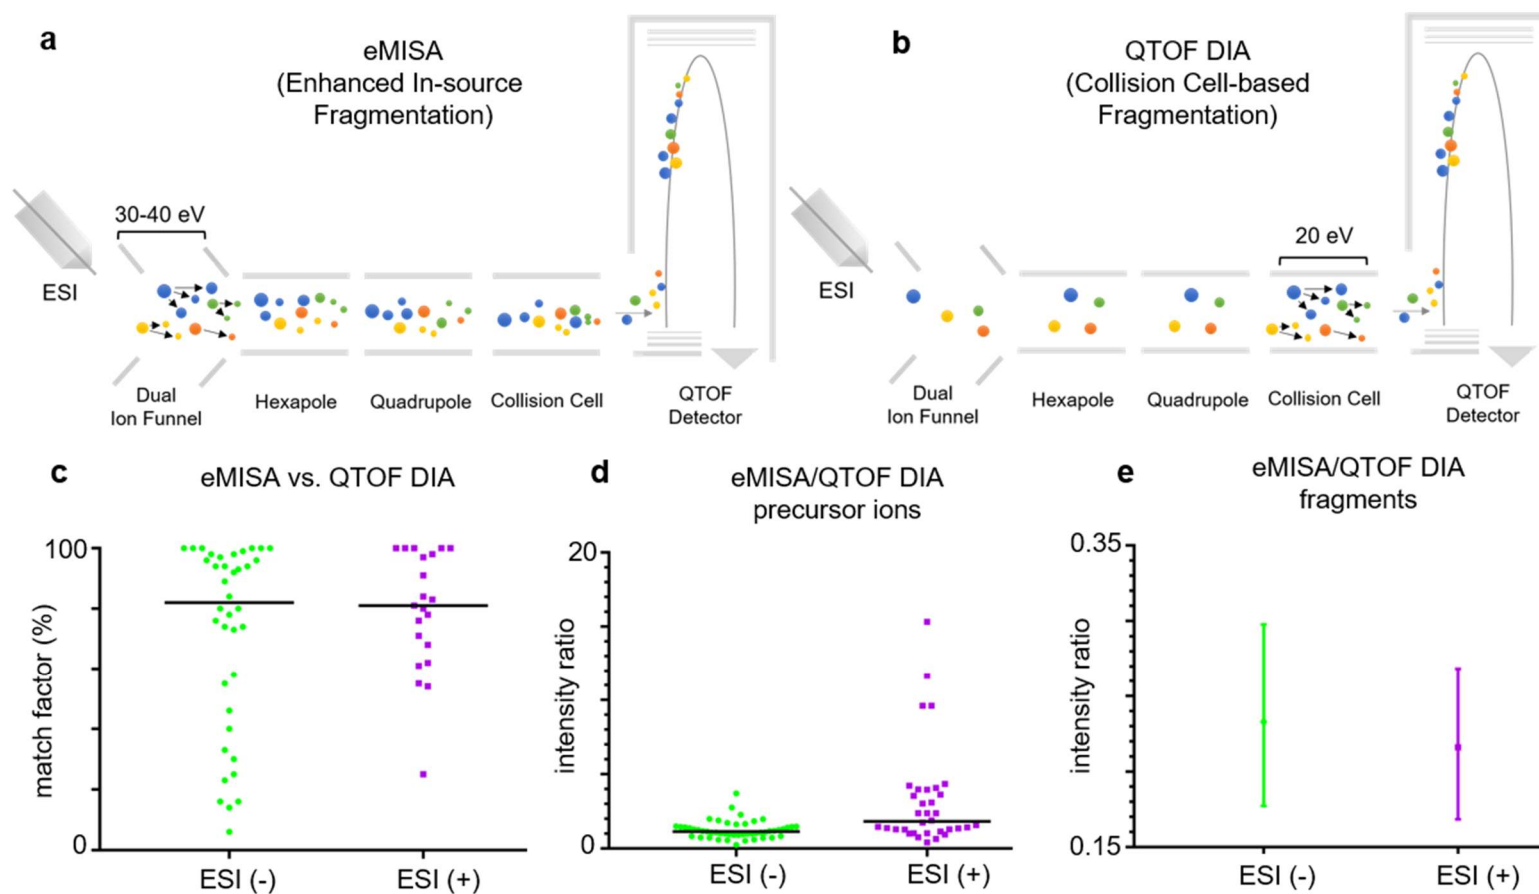 a
eMISA
(Enhanced In-source
Fragmentation)
30-40 eV
ESI
Dual
Ion Funnel
Hexapole
Quadrupole
Collision Cell
QTOF
Detector
b
QTOF DIA
(Collision Cell-based
Fragmentation)
20 eV
ESI
Dual
Ion Funnel
Hexapole
Quadrupole
Collision Cell
QTOF
Detector
c
eMISA vs. QTOF DIA
100
match factor (%)
0
ESI (-)
ESI (+)
d
eMISA/QTOF DIA
precursor ions
20
intensity ratio
0
ESI (-)
ESI (+)
e
eMISA/QTOF DIA
fragments
0.35
intensity ratio
0.15
ESI (-)
ESI (+)